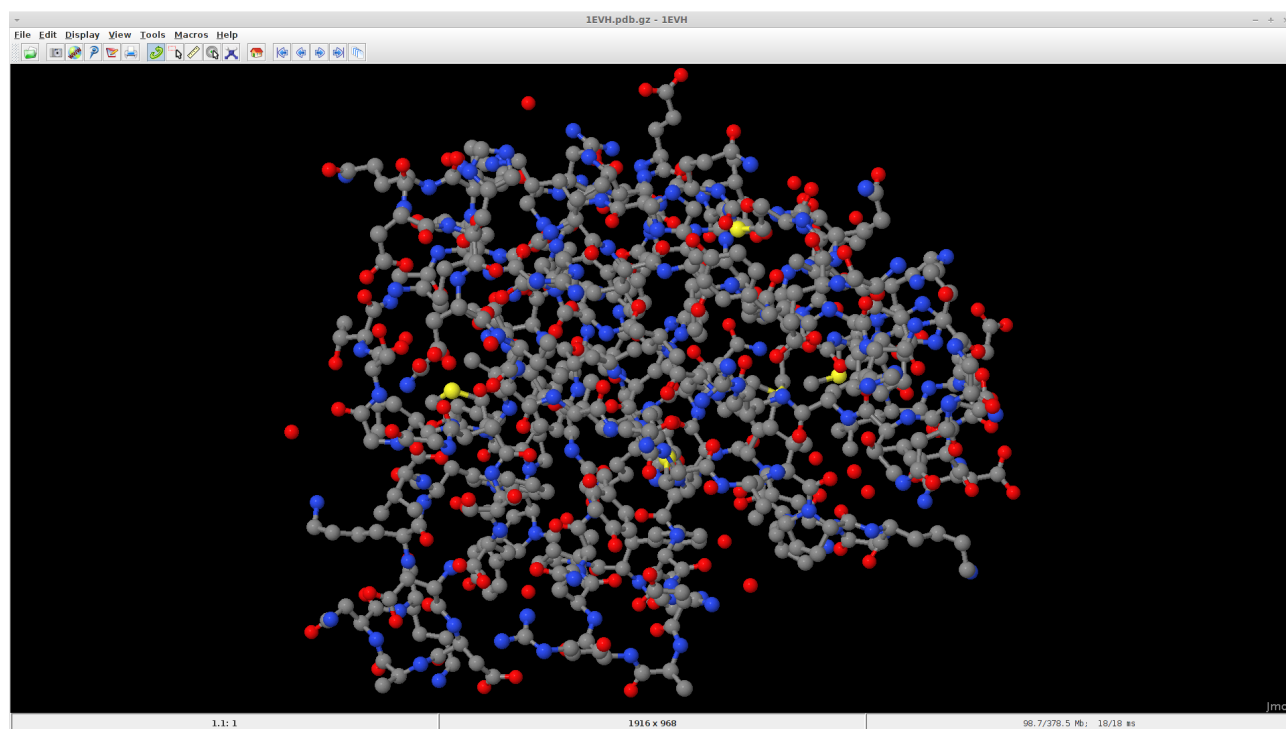 1EVH.pdb.gz - 1EVH
File Edit Display View Tools Macros Help
Jmo
1.1: 1 1916 x 968 98.7/378.5 Mb; 18/18 ms